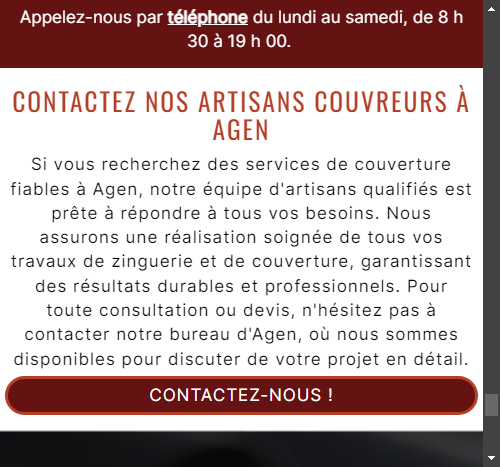 Appelez-nous par téléphone du lundi au samedi, de 8 h
30 à 19 h 00.
CONTACTEZ NOS ARTISANS COUVREURS À
AGEN
Si vous recherchez des services de couverture
fiables à Agen, notre équipe d'artisans qualifiés est
prête à répondre à tous vos besoins. Nous
assurons une réalisation soignée de tous vos
travaux de zinguerie et de couverture, garantissant
des résultats durables et professionnels. Pour
toute consultation ou devis, n'hésitez pas à
contacter notre bureau d'Agen, où nous sommes
disponibles pour discuter de votre projet en détail.
CONTACTEZ-NOUS !